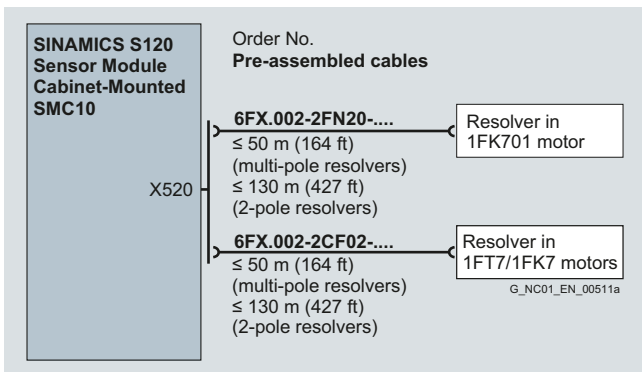 SINAMICS S120
Sensor Module
Cabinet-Mounted
SMC10
X520
Order No.
Pre-assembled cables
6FX.002-2FN20-....
≤ 50 m (164 ft)
(multi-pole resolvers)
≤ 130 m (427 ft)
(2-pole resolvers)
Resolver in
1FK701 motor
6FX.002-2CF02-....
≤ 50 m (164 ft)
(multi-pole resolvers)
≤ 130 m (427 ft)
(2-pole resolvers)
Resolver in
1FT7/1FK7 motors
G_NC01_EN_00511a